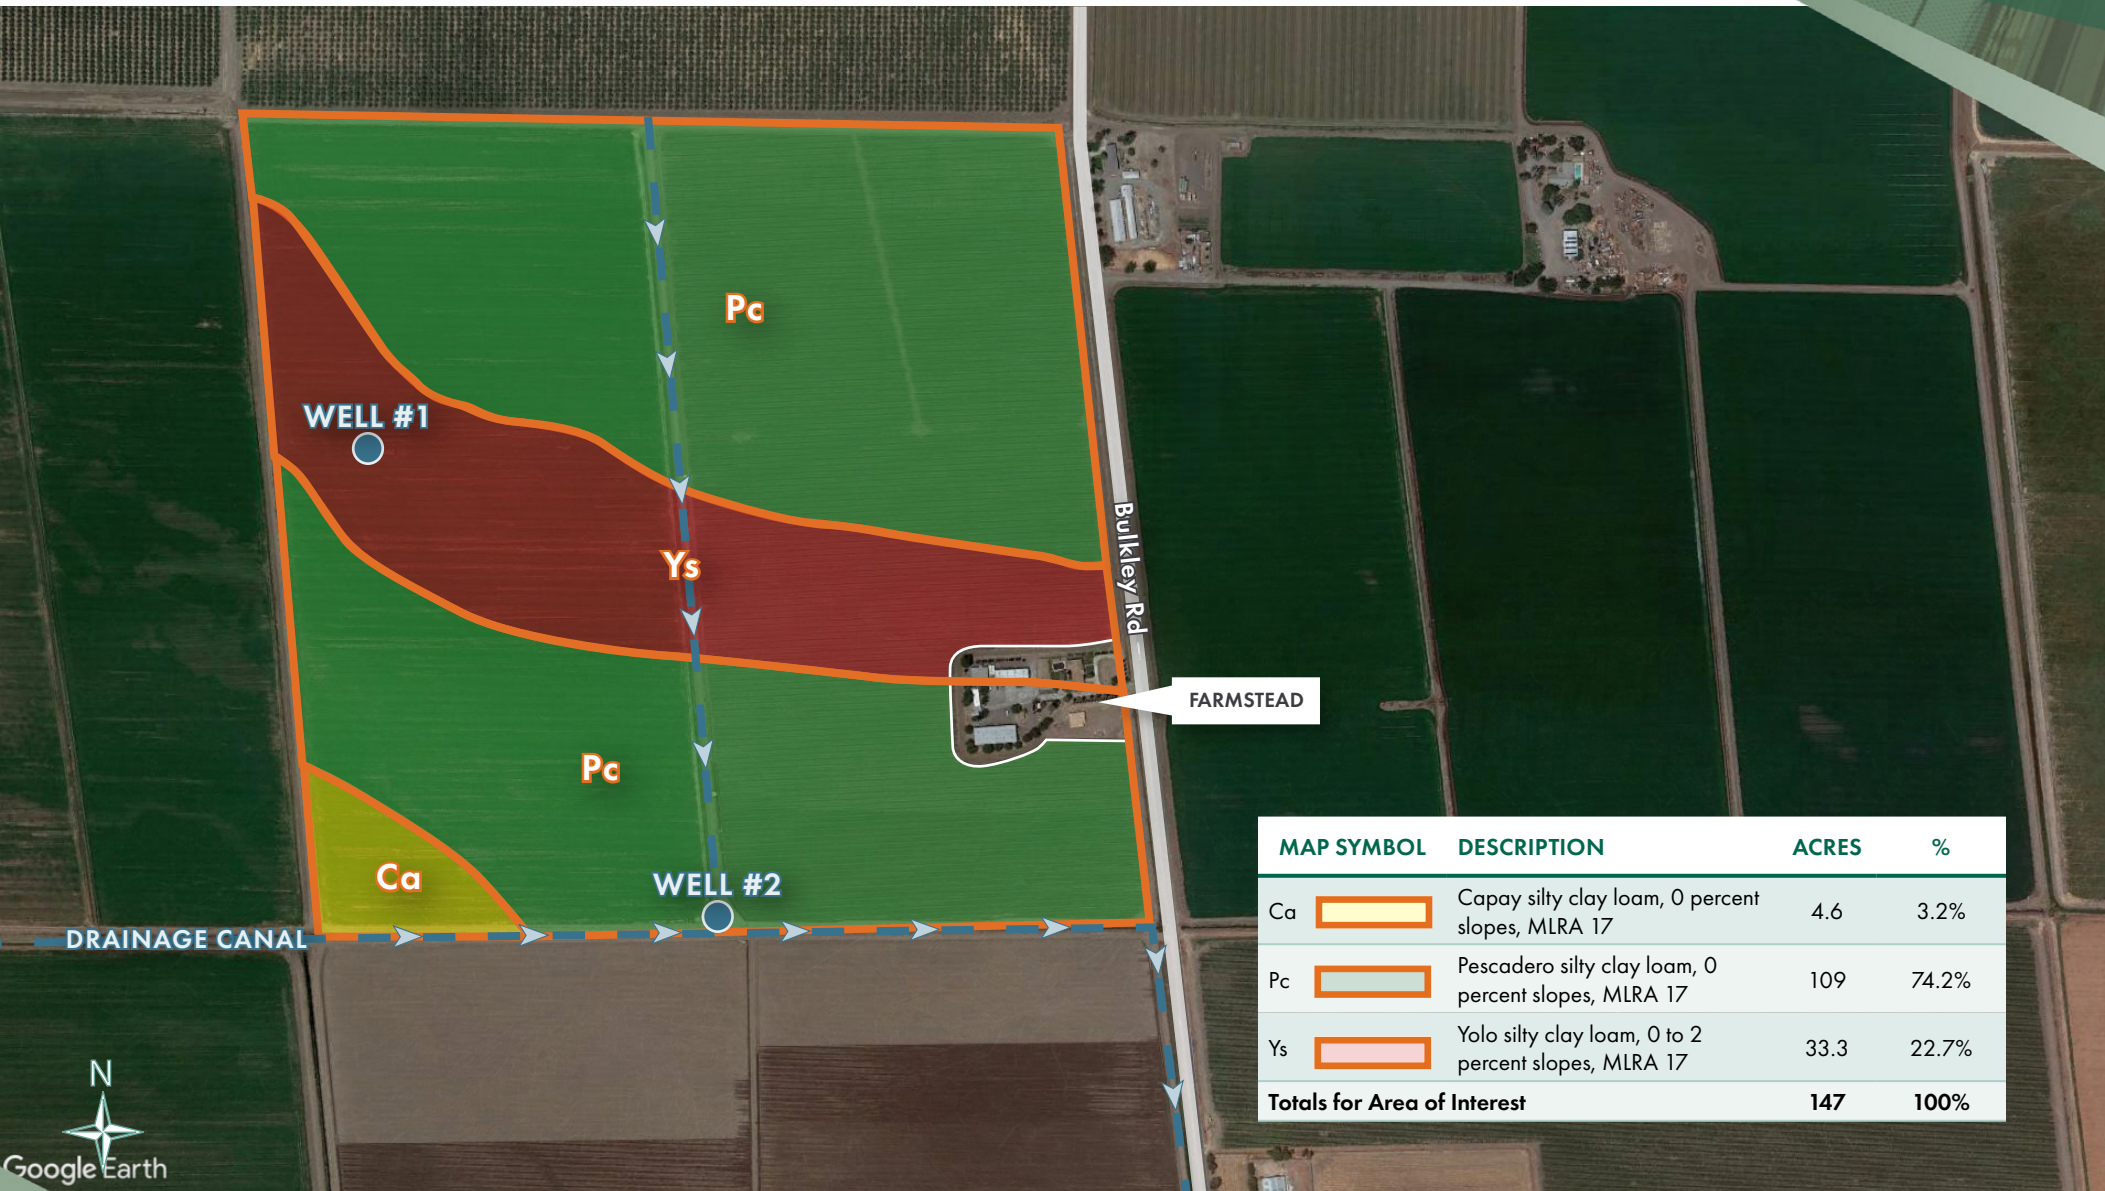 Pc
WELL #1
Ys
Bulkley Rd
FARMSTEAD
Pc
Ca
WELL #2
DRAINAGE CANAL
MAP SYMBOL DESCRIPTION ACRES %
Ca Capay silty clay loam, 0 percent
slopes, MLRA 17 4.6 3.2%
Pc Pescadero silty clay loam, 0
percent slopes, MLRA 17 109 74.2%
Ys Yolo silty clay loam, 0 to 2
percent slopes, MLRA 17 33.3 22.7%
Totals for Area of Interest 147 100%
N
Google Earth